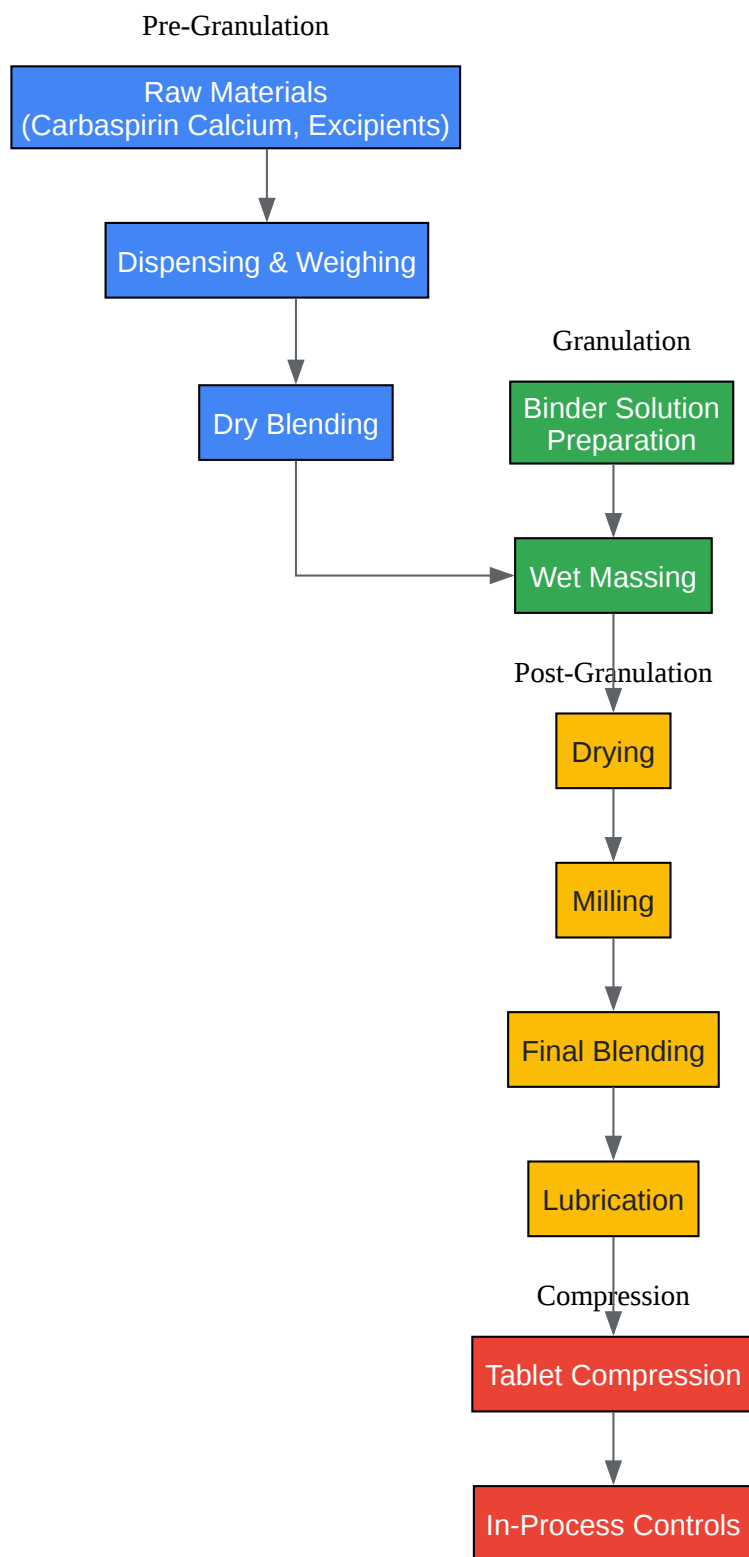 Pre-Granulation
Raw Materials
(Carbaspirin Calcium, Excipients)
Dispensing & Weighing
Dry Blending
Granulation
Binder Solution
Preparation
Wet Massing
Post-Granulation
Drying
Milling
Final Blending
Lubrication
Compression
Tablet Compression
In-Process Controls